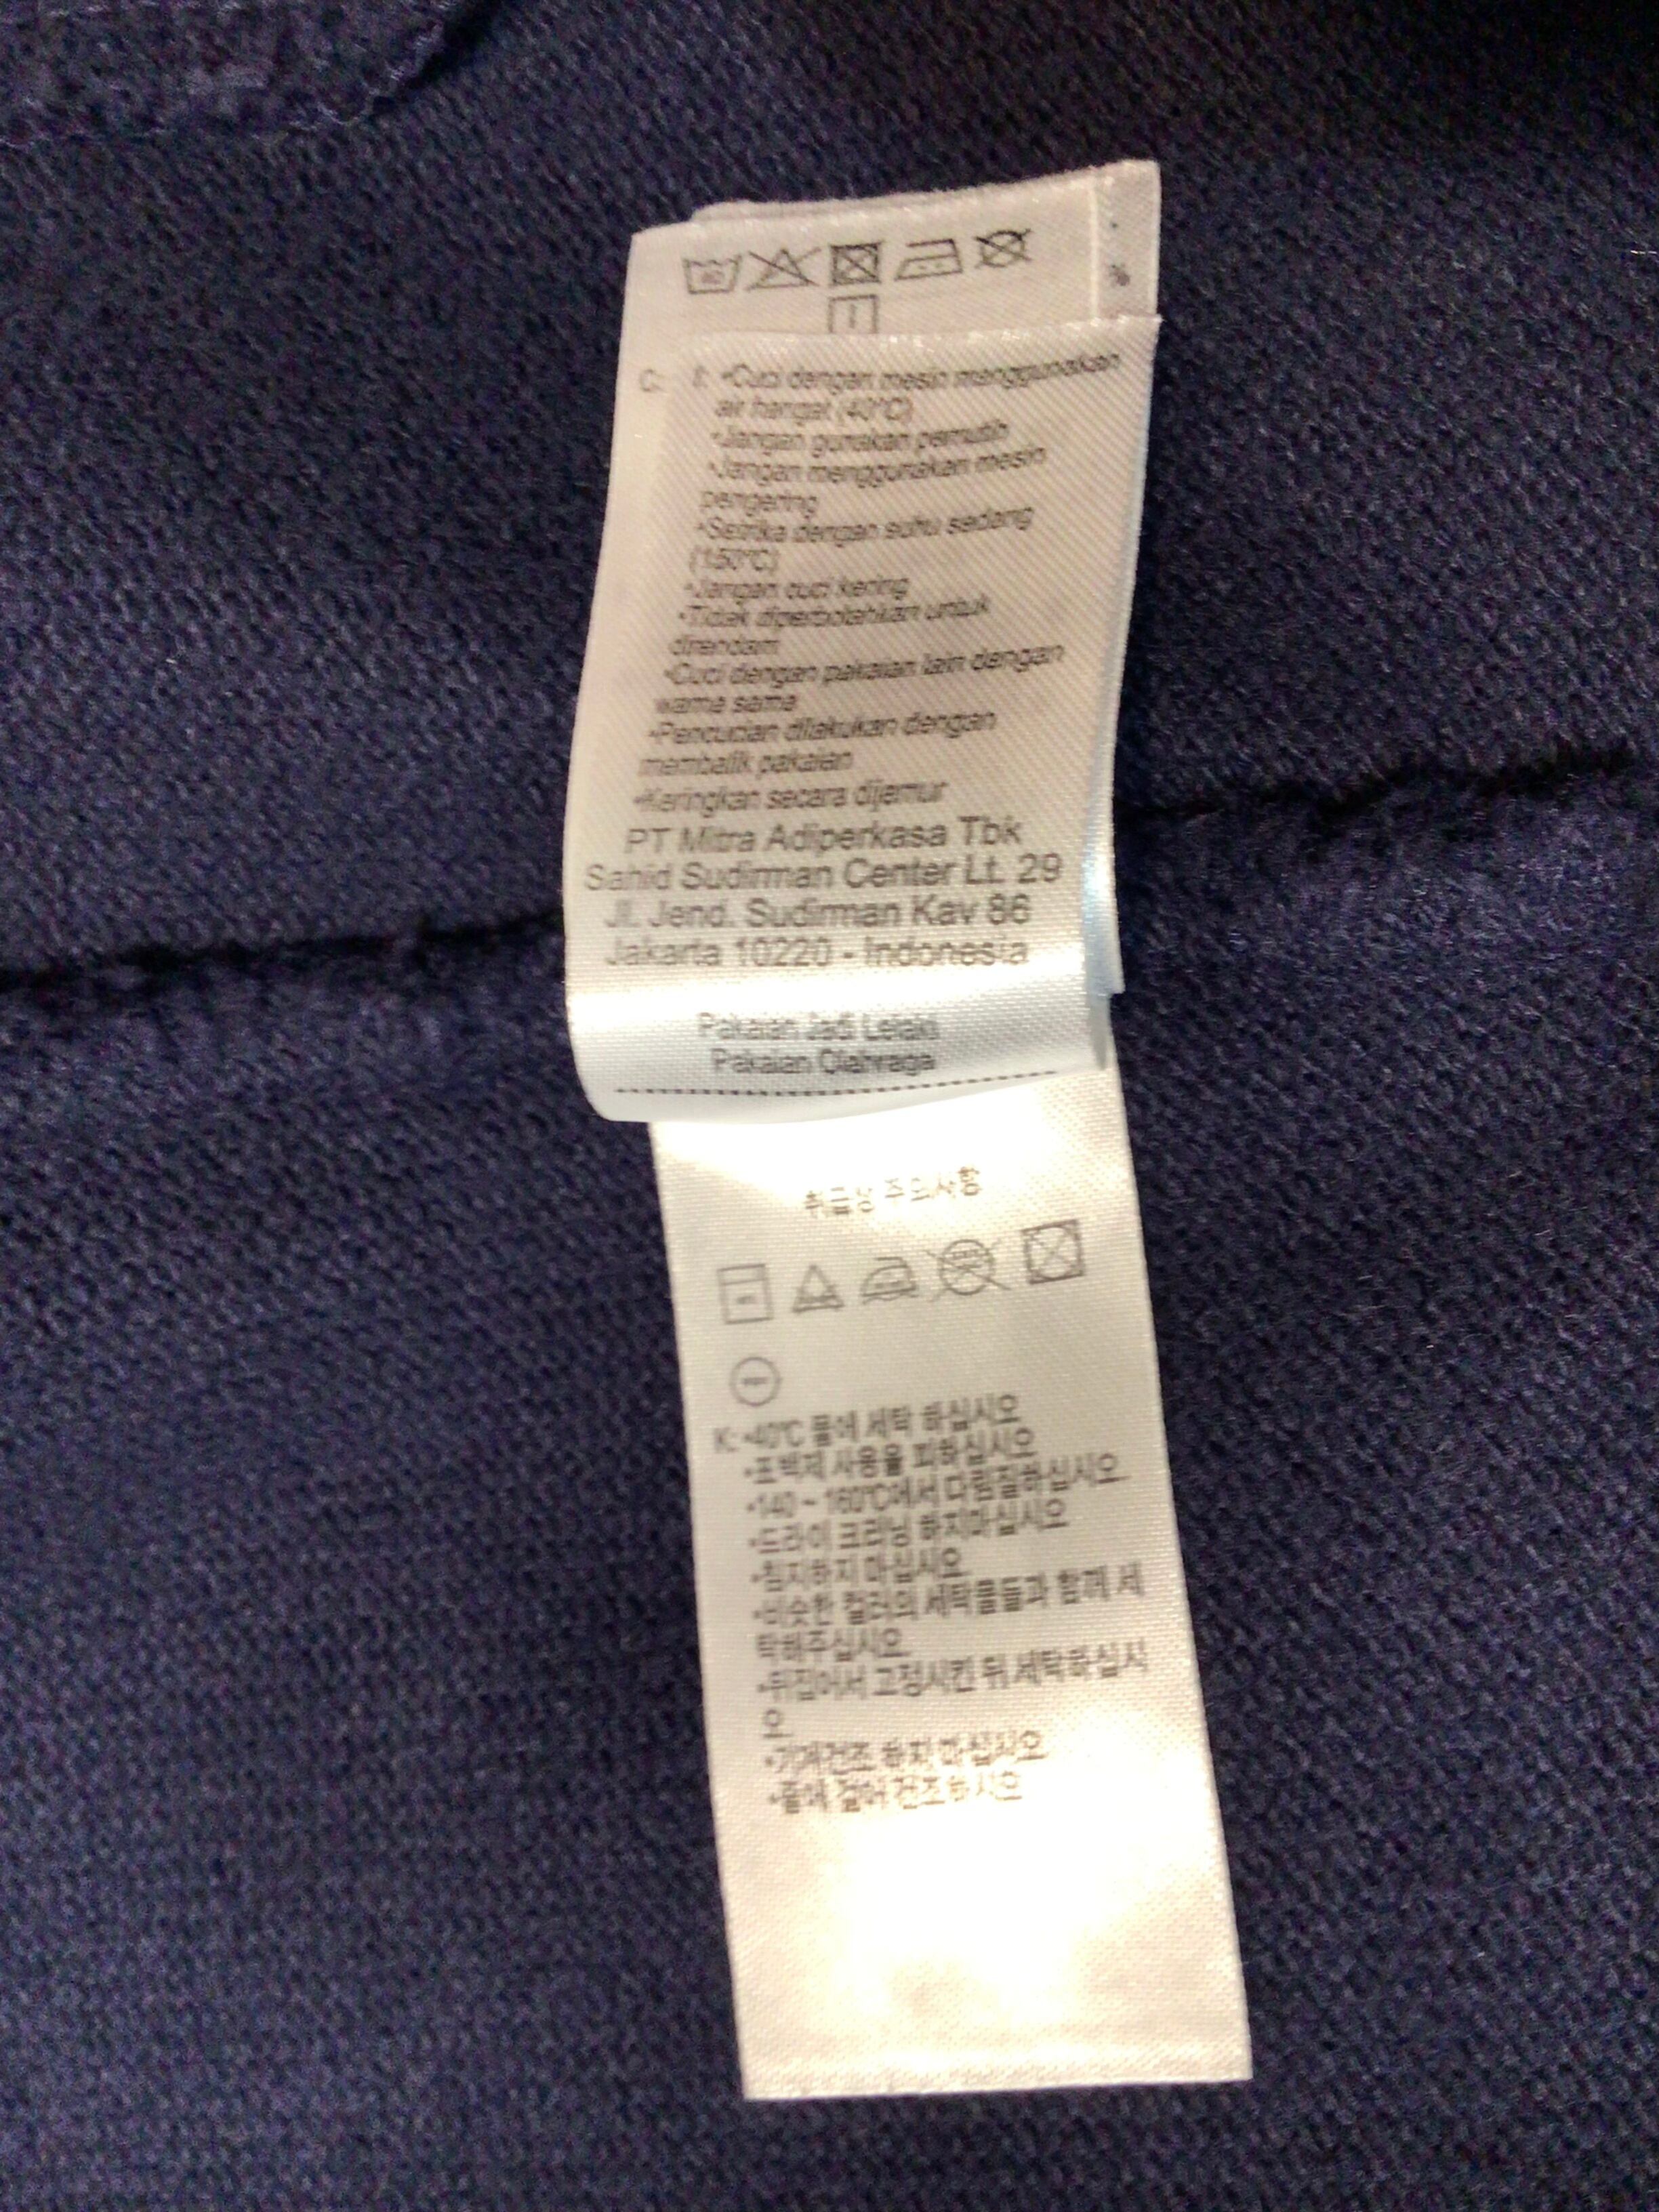 C: I: •Cuci dengan mesin menggunakan
air hangat (40°C)
•Jangan gunakan pemutih
•Jangan menggunakan mesin
pengering
•Setrika dengan suhu sedang
(150°C)
•Jangan cuci kering
•Tidak diperbolehkan untuk
direndam
•Cuci dengan pakaian lain dengan
warna sama
•Pencucian dilakukan dengan
membalik pakaian
•Keringkan secara dijemur
PT Mitra Adiperkasa Tbk
Sahid Sudirman Center Lt. 29
Jl. Jend. Sudirman Kav 86
Jakarta 10220 - Indonesia
Pakaian Jadi Lelaki
Pakaian Olahraga
취급상 주의사항
K: •40°C 물에 세탁 하십시오
•표백제 사용을 피하십시오
•140 ~ 160°C에서 다림질하십시오
•드라이 크리닝 하지마십시오
•침지하지 마십시오
•비슷한 컬러의 세탁물들과 함께 세
탁해주십시오
•뒤집어서 고정시킨 뒤 세탁하십시
오
•기계건조 하지 마십시오
•물에 걸어 건조하시오